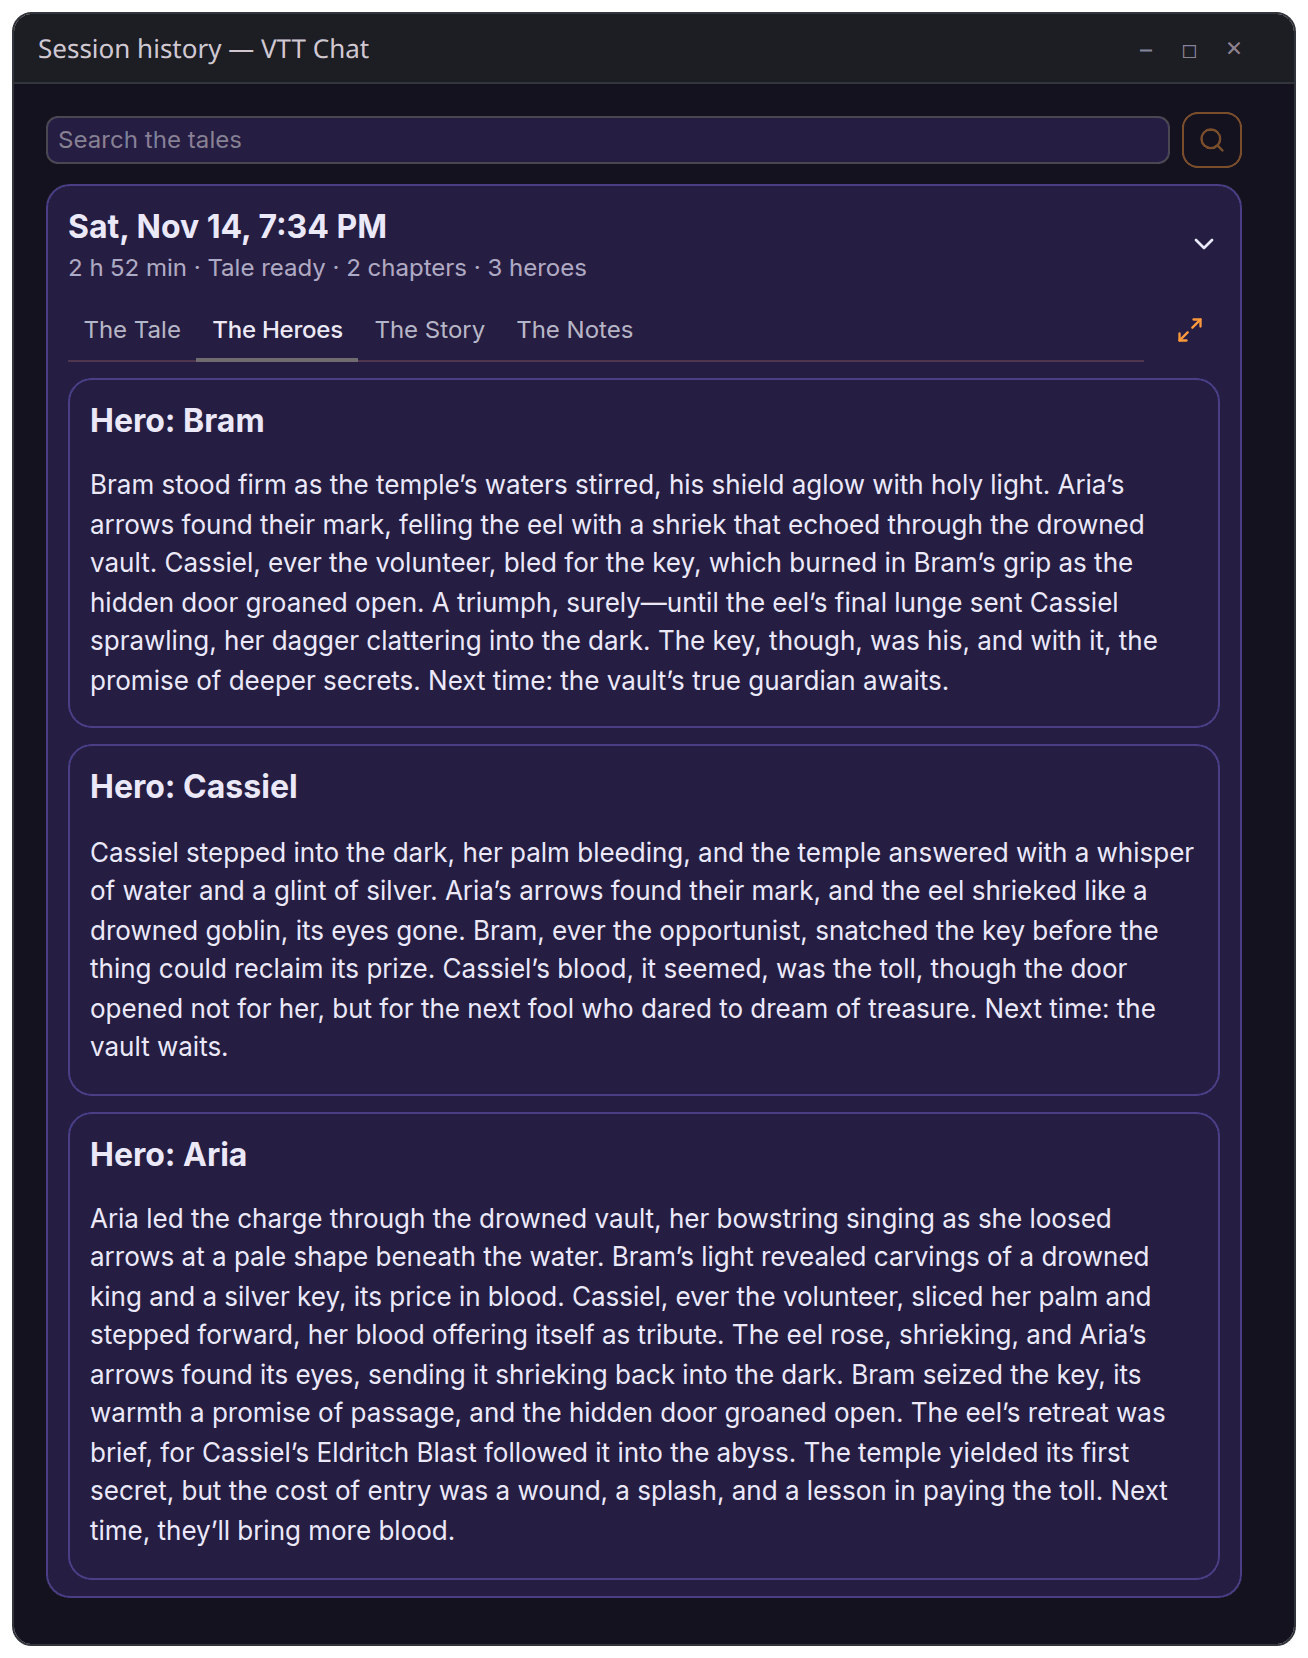 Session history — VTT Chat
Search the tales
Sat, Nov 14, 7:34 PM
2 h 52 min · Tale ready · 2 chapters · 3 heroes
The Tale The Heroes The Story The Notes
Hero: Bram
Bram stood firm as the temple’s waters stirred, his shield aglow with holy light. Aria’s
arrows found their mark, felling the eel with a shriek that echoed through the drowned
vault. Cassiel, ever the volunteer, bled for the key, which burned in Bram’s grip as the
hidden door groaned open. A triumph, surely—until the eel’s final lunge sent Cassiel
sprawling, her dagger clattering into the dark. The key, though, was his, and with it, the
promise of deeper secrets. Next time: the vault’s true guardian awaits.
Hero: Cassiel
Cassiel stepped into the dark, her palm bleeding, and the temple answered with a whisper
of water and a glint of silver. Aria’s arrows found their mark, and the eel shrieked like a
drowned goblin, its eyes gone. Bram, ever the opportunist, snatched the key before the
thing could reclaim its prize. Cassiel’s blood, it seemed, was the toll, though the door
opened not for her, but for the next fool who dared to dream of treasure. Next time: the
vault waits.
Hero: Aria
Aria led the charge through the drowned vault, her bowstring singing as she loosed
arrows at a pale shape beneath the water. Bram’s light revealed carvings of a drowned
king and a silver key, its price in blood. Cassiel, ever the volunteer, sliced her palm and
stepped forward, her blood offering itself as tribute. The eel rose, shrieking, and Aria’s
arrows found its eyes, sending it shrieking back into the dark. Bram seized the key, its
warmth a promise of passage, and the hidden door groaned open. The eel’s retreat was
brief, for Cassiel’s Eldritch Blast followed it into the abyss. The temple yielded its first
secret, but the cost of entry was a wound, a splash, and a lesson in paying the toll. Next
time, they’ll bring more blood.